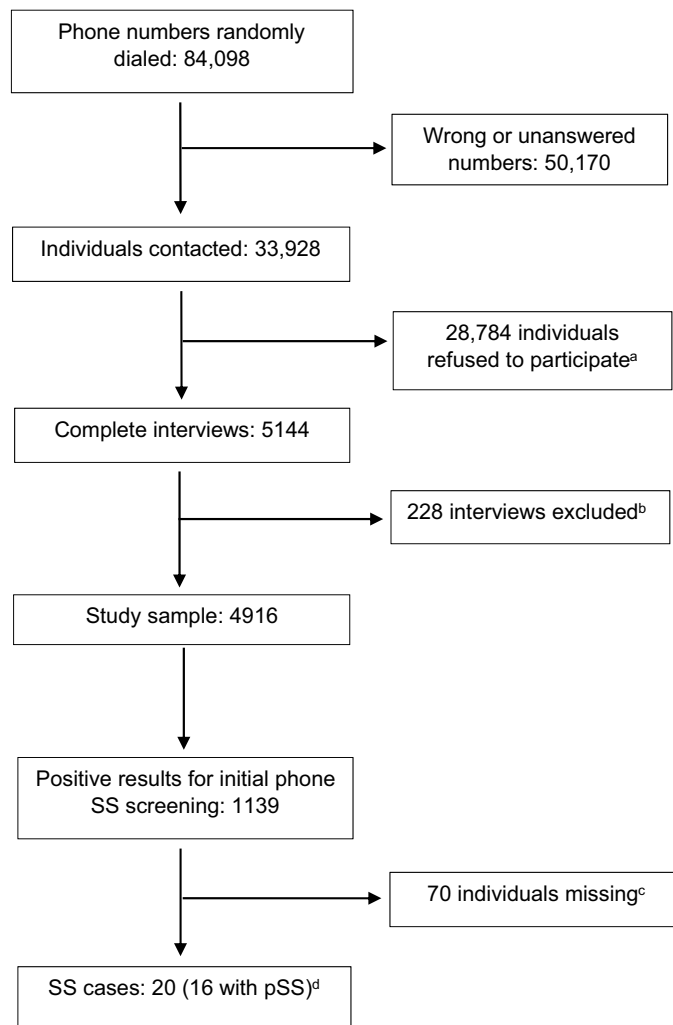 Phone numbers randomly
dialed: 84,098
Wrong or unanswered
numbers: 50,170
Individuals contacted: 33,928
28,784 individuals
refused to participateᵃ
Complete interviews: 5144
228 interviews excludedᵇ
Study sample: 4916
Positive results for initial phone
SS screening: 1139
70 individuals missingᶜ
SS cases: 20 (16 with pSS)ᵈ